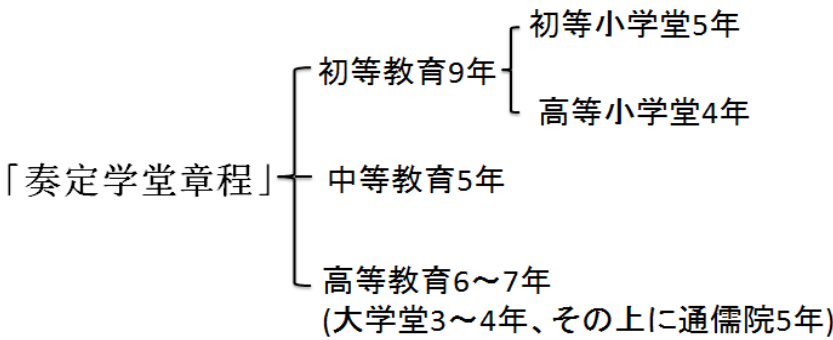 「奏定学堂章程」
初等教育9年
初等小学堂5年
高等小学堂4年
中等教育5年
高等教育6～7年
(大学堂3～4年、その上に通儒院5年)